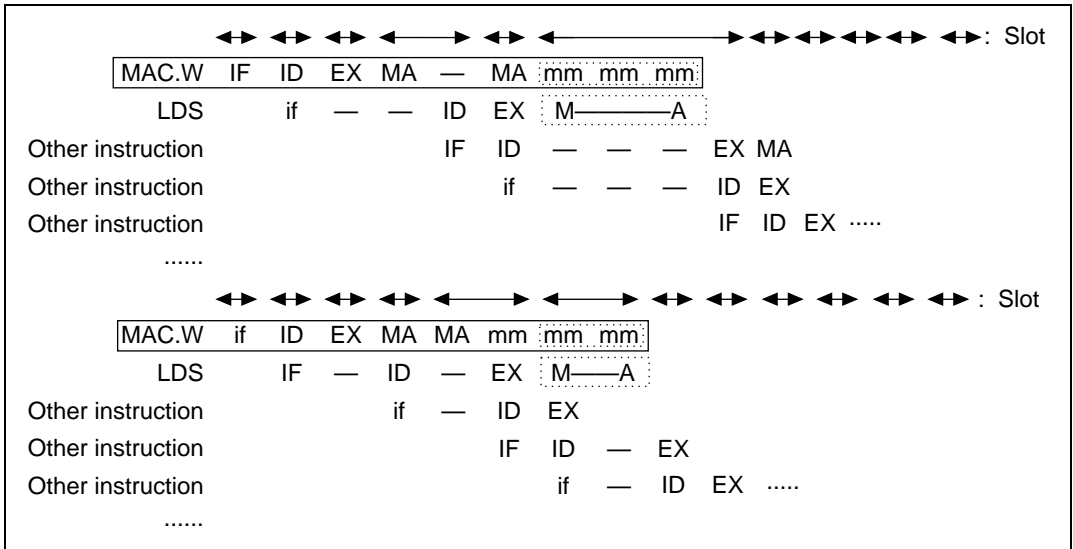 : Slot
MAC.W IF ID EX MA — MA mm mm mm
LDS if — — ID EX M————A
Other instruction IF ID — — — EX MA
Other instruction if — — — ID EX
Other instruction IF ID EX .....
......
: Slot
MAC.W if ID EX MA MA mm mm mm
LDS IF — ID — EX M——A
Other instruction if — ID EX
Other instruction IF ID — EX
Other instruction if — ID EX .....
......